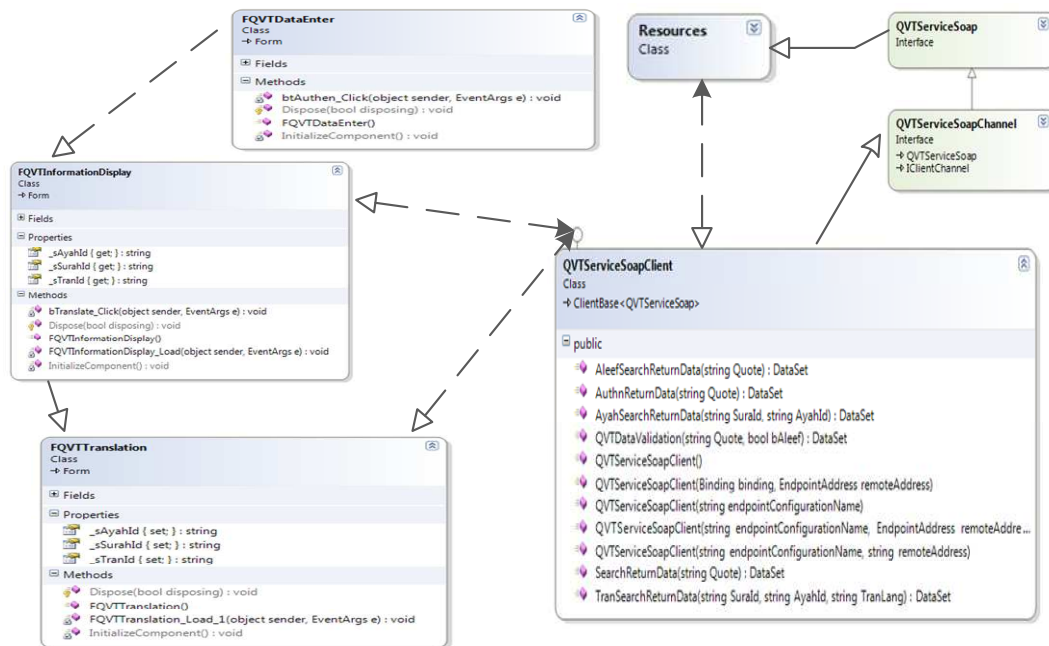 FQVTDataEnter
Class
Form
Fields
Methods
btAuthen_Click(object sender, EventArgs e) : void
Dispose(bool disposing) : void
FQVTDataEnter()
InitializeComponent() : void
Resources
Class
QVTServiceSoap
Interface
QVTServiceSoapChannel
Interface
QVTServiceSoap
IClientChannel
FQVTInformationDisplay
Class
Form
Fields
Properties
_sAyahId { get; } : string
_sSurahId { get; } : string
_sTranId { get; } : string
Methods
bTranslate_Click(object sender, EventArgs e) : void
Dispose(bool disposing) : void
FQVTInformationDisplay()
FQVTInformationDisplay_Load(object sender, EventArgs e) : void
InitializeComponent() : void
QVTServiceSoapClient
Class
ClientBase<QVTServiceSoap>
public
AleefSearchReturnData(string Quote) : DataSet
AuthnReturnData(string Quote) : DataSet
AyahSearchReturnData(string SuraId, string AyahId) : DataSet
QVTDataValidation(string Quote, bool bAleef) : DataSet
QVTServiceSoapClient()
QVTServiceSoapClient(Binding binding, EndpointAddress remoteAddress)
QVTServiceSoapClient(string endpointConfigurationName)
QVTServiceSoapClient(string endpointConfigurationName, EndpointAddress remoteAddre...
QVTServiceSoapClient(string endpointConfigurationName, string remoteAddress)
SearchReturnData(string Quote) : DataSet
TranSearchReturnData(string SuraId, string AyahId, string TranLang) : DataSet
FQVTTranslation
Class
Form
Fields
Properties
_sAyahId { set; } : string
_sSurahId { set; } : string
_sTranId { set; } : string
Methods
Dispose(bool disposing) : void
FQVTTranslation()
FQVTTranslation_Load_1(object sender, EventArgs e) : void
InitializeComponent() : void